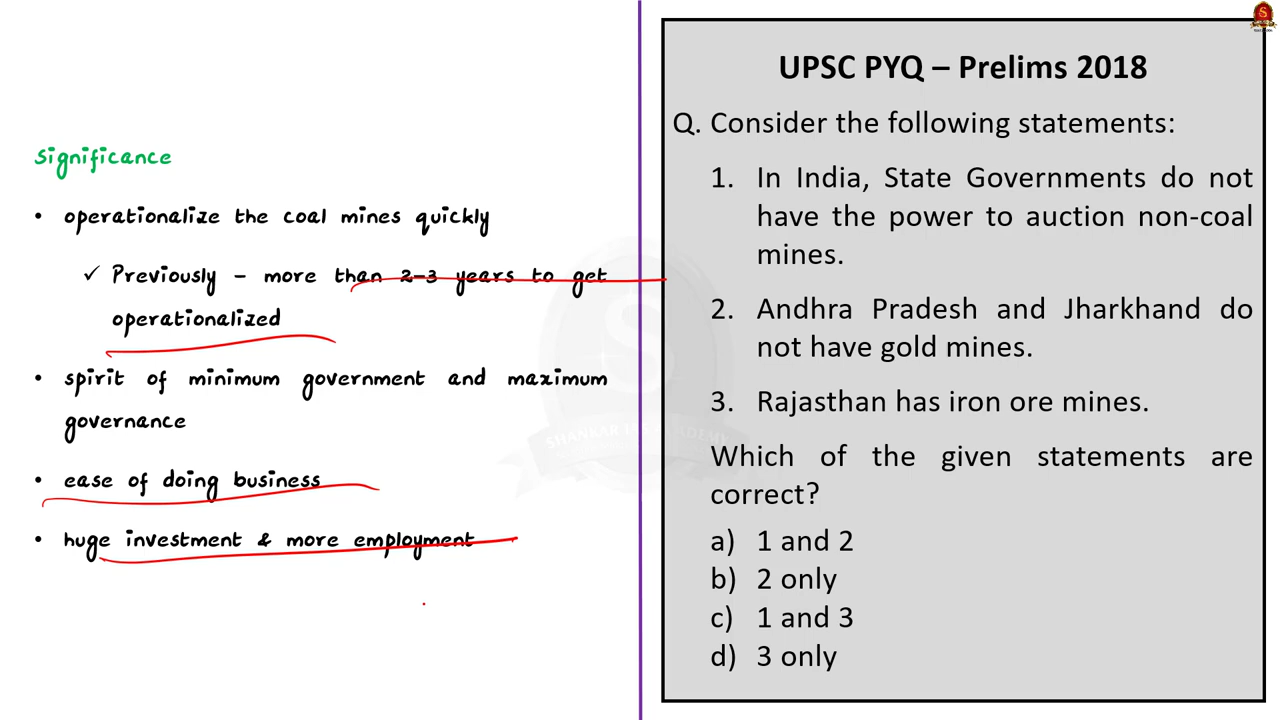 Significance
• operationalize the coal mines quickly
✓ Previously – more than 2-3 years to get
operationalized
• spirit of minimum government and maximum
governance
• ease of doing business
• huge investment & more employment
UPSC PYQ – Prelims 2018
Q. Consider the following statements:
1. In India, State Governments do not
have the power to auction non-coal
mines.
2. Andhra Pradesh and Jharkhand do
not have gold mines.
3. Rajasthan has iron ore mines.
Which of the given statements are
correct?
a) 1 and 2
b) 2 only
c) 1 and 3
d) 3 only
SHANKAR IAS ACADEMY